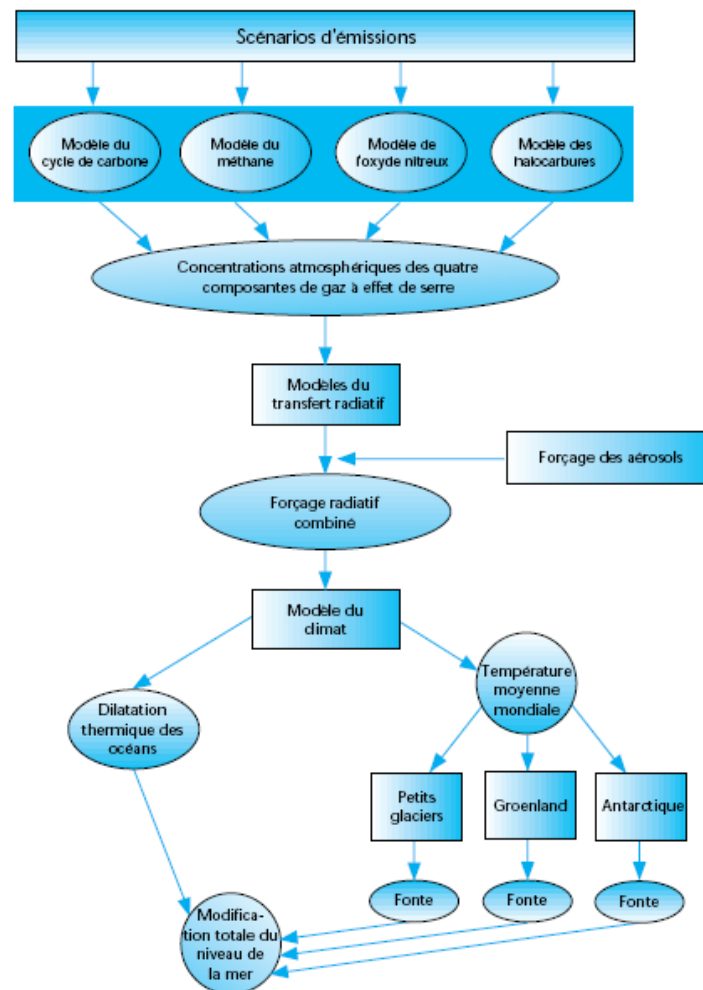 Scénarios d'émissions
Modèle du
cycle de carbone
Modèle du
méthane
Modèle de
foxyde nitreux
Modèle des
halocarbures
Concentrations atmosphériques des quatre
composantes de gaz à effet de serre
Modèles du
transfert radiatif
Forçage des aérosols
Forçage radiatif
combiné
Modèle du
climat
Température
moyenne
mondiale
Dilatation
thermique des
océans
Petits
glaciers
Groenland
Antarctique
Fonte
Fonte
Fonte
Modifica-
tion totale du
niveau de
la mer